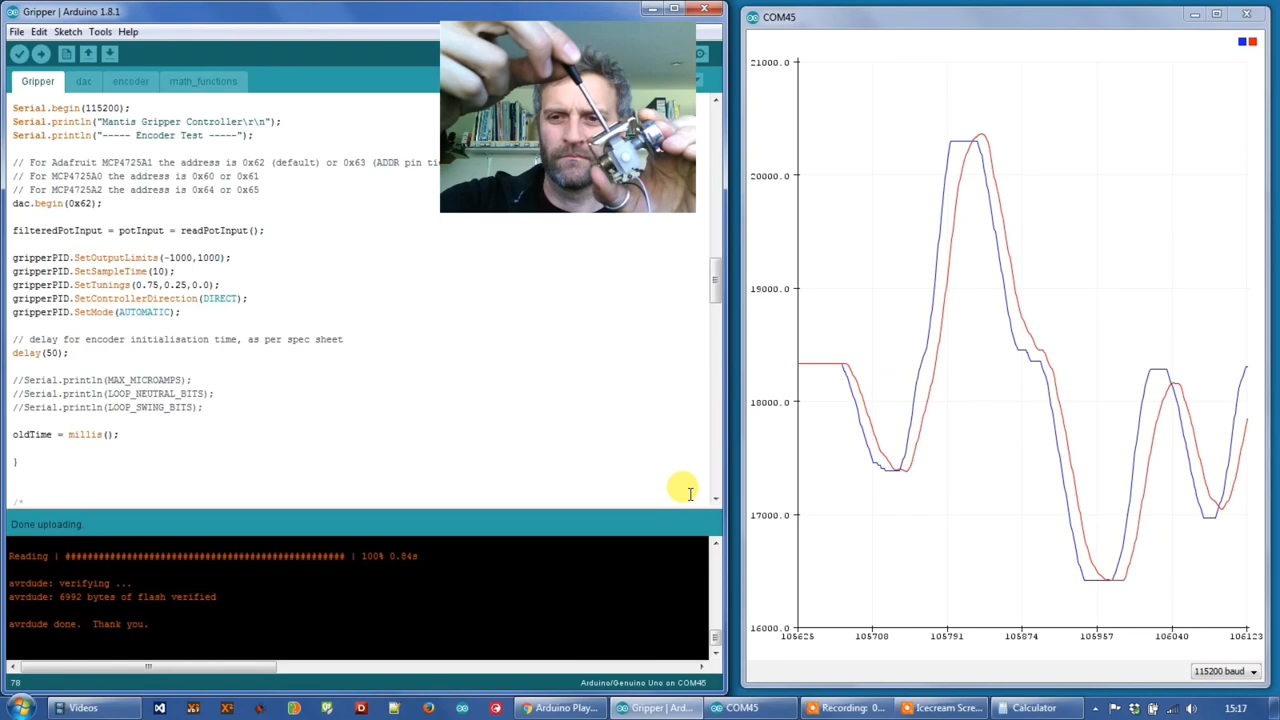 Gripper | Arduino 1.8.1
File Edit Sketch Tools Help
Gripper dac encoder math_functions
Serial.begin(115200);
Serial.println("Mantis Gripper Controller\r\n");
Serial.println("----- Encoder Test -----");
// For Adafruit MCP4725A1 the address is 0x62 (default) or 0x63 (ADDR pin tie
// For MCP4725A0 the address is 0x60 or 0x61
// For MCP4725A2 the address is 0x64 or 0x65
dac.begin(0x62);
filteredPotInput = potInput = readPotInput();
gripperPID.SetOutputLimits(-1000,1000);
gripperPID.SetSampleTime(10);
gripperPID.SetTunings(0.75,0.25,0.0);
gripperPID.SetControllerDirection(DIRECT);
gripperPID.SetMode(AUTOMATIC);
// delay for encoder initialisation time, as per spec sheet
delay(50);
//Serial.println(MAX_MICROAMPS);
//Serial.println(LOOP_NEUTRAL_BITS);
//Serial.println(LOOP_SWING_BITS);
oldTime = millis();
}
/*
Done uploading.
Reading | ################################################## | 100% 0.84s
avrdude: verifying ...
avrdude: 6992 bytes of flash verified
avrdude done.  Thank you.
78
Arduino/Genuino Uno on COM45
COM45
21000.0
20000.0
19000.0
18000.0
17000.0
16000.0
105625 105708 105791 105874 105957 106040 106123
115200 baud
Videos
Arduino Play...
Gripper | Ard...
COM45
Recording: 0...
Icecream Scre...
Calculator
15:17